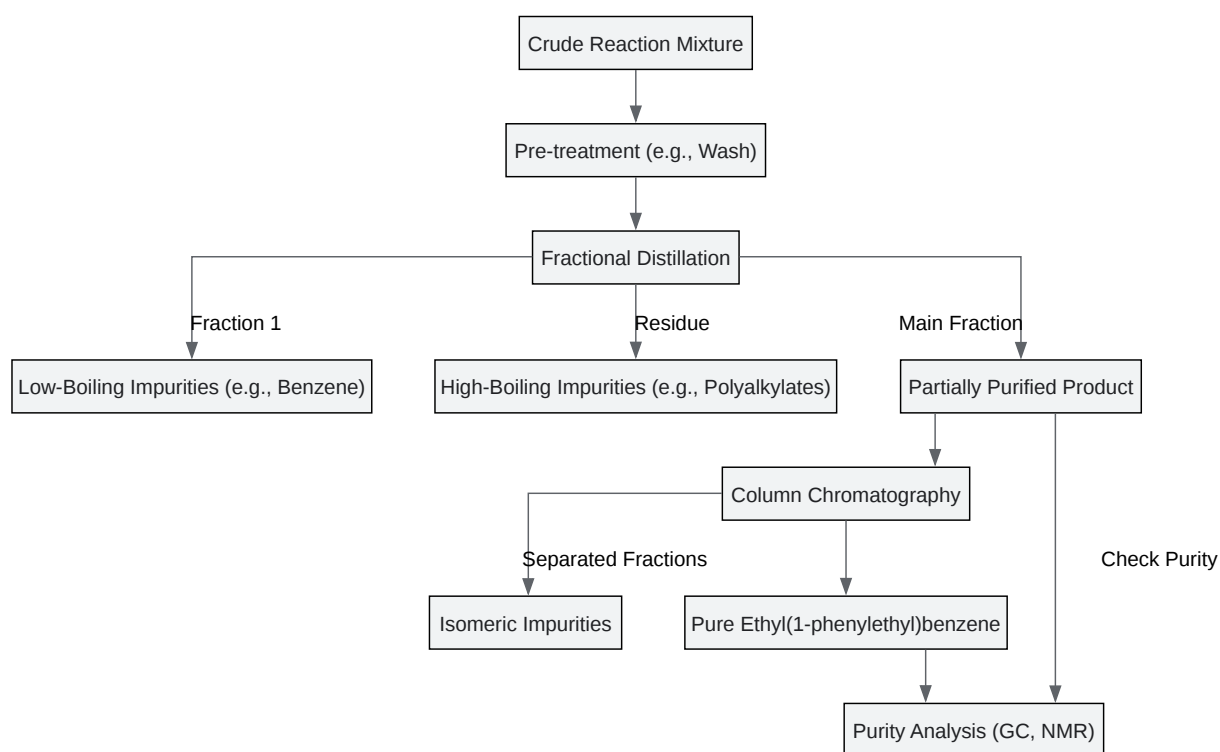 Crude Reaction Mixture
Pre-treatment (e.g., Wash)
Fractional Distillation
Fraction 1
Residue
Main Fraction
Low-Boiling Impurities (e.g., Benzene)
High-Boiling Impurities (e.g., Polyalkylates)
Partially Purified Product
Column Chromatography
Separated Fractions
Check Purity
Isomeric Impurities
Pure Ethyl(1-phenylethyl)benzene
Purity Analysis (GC, NMR)